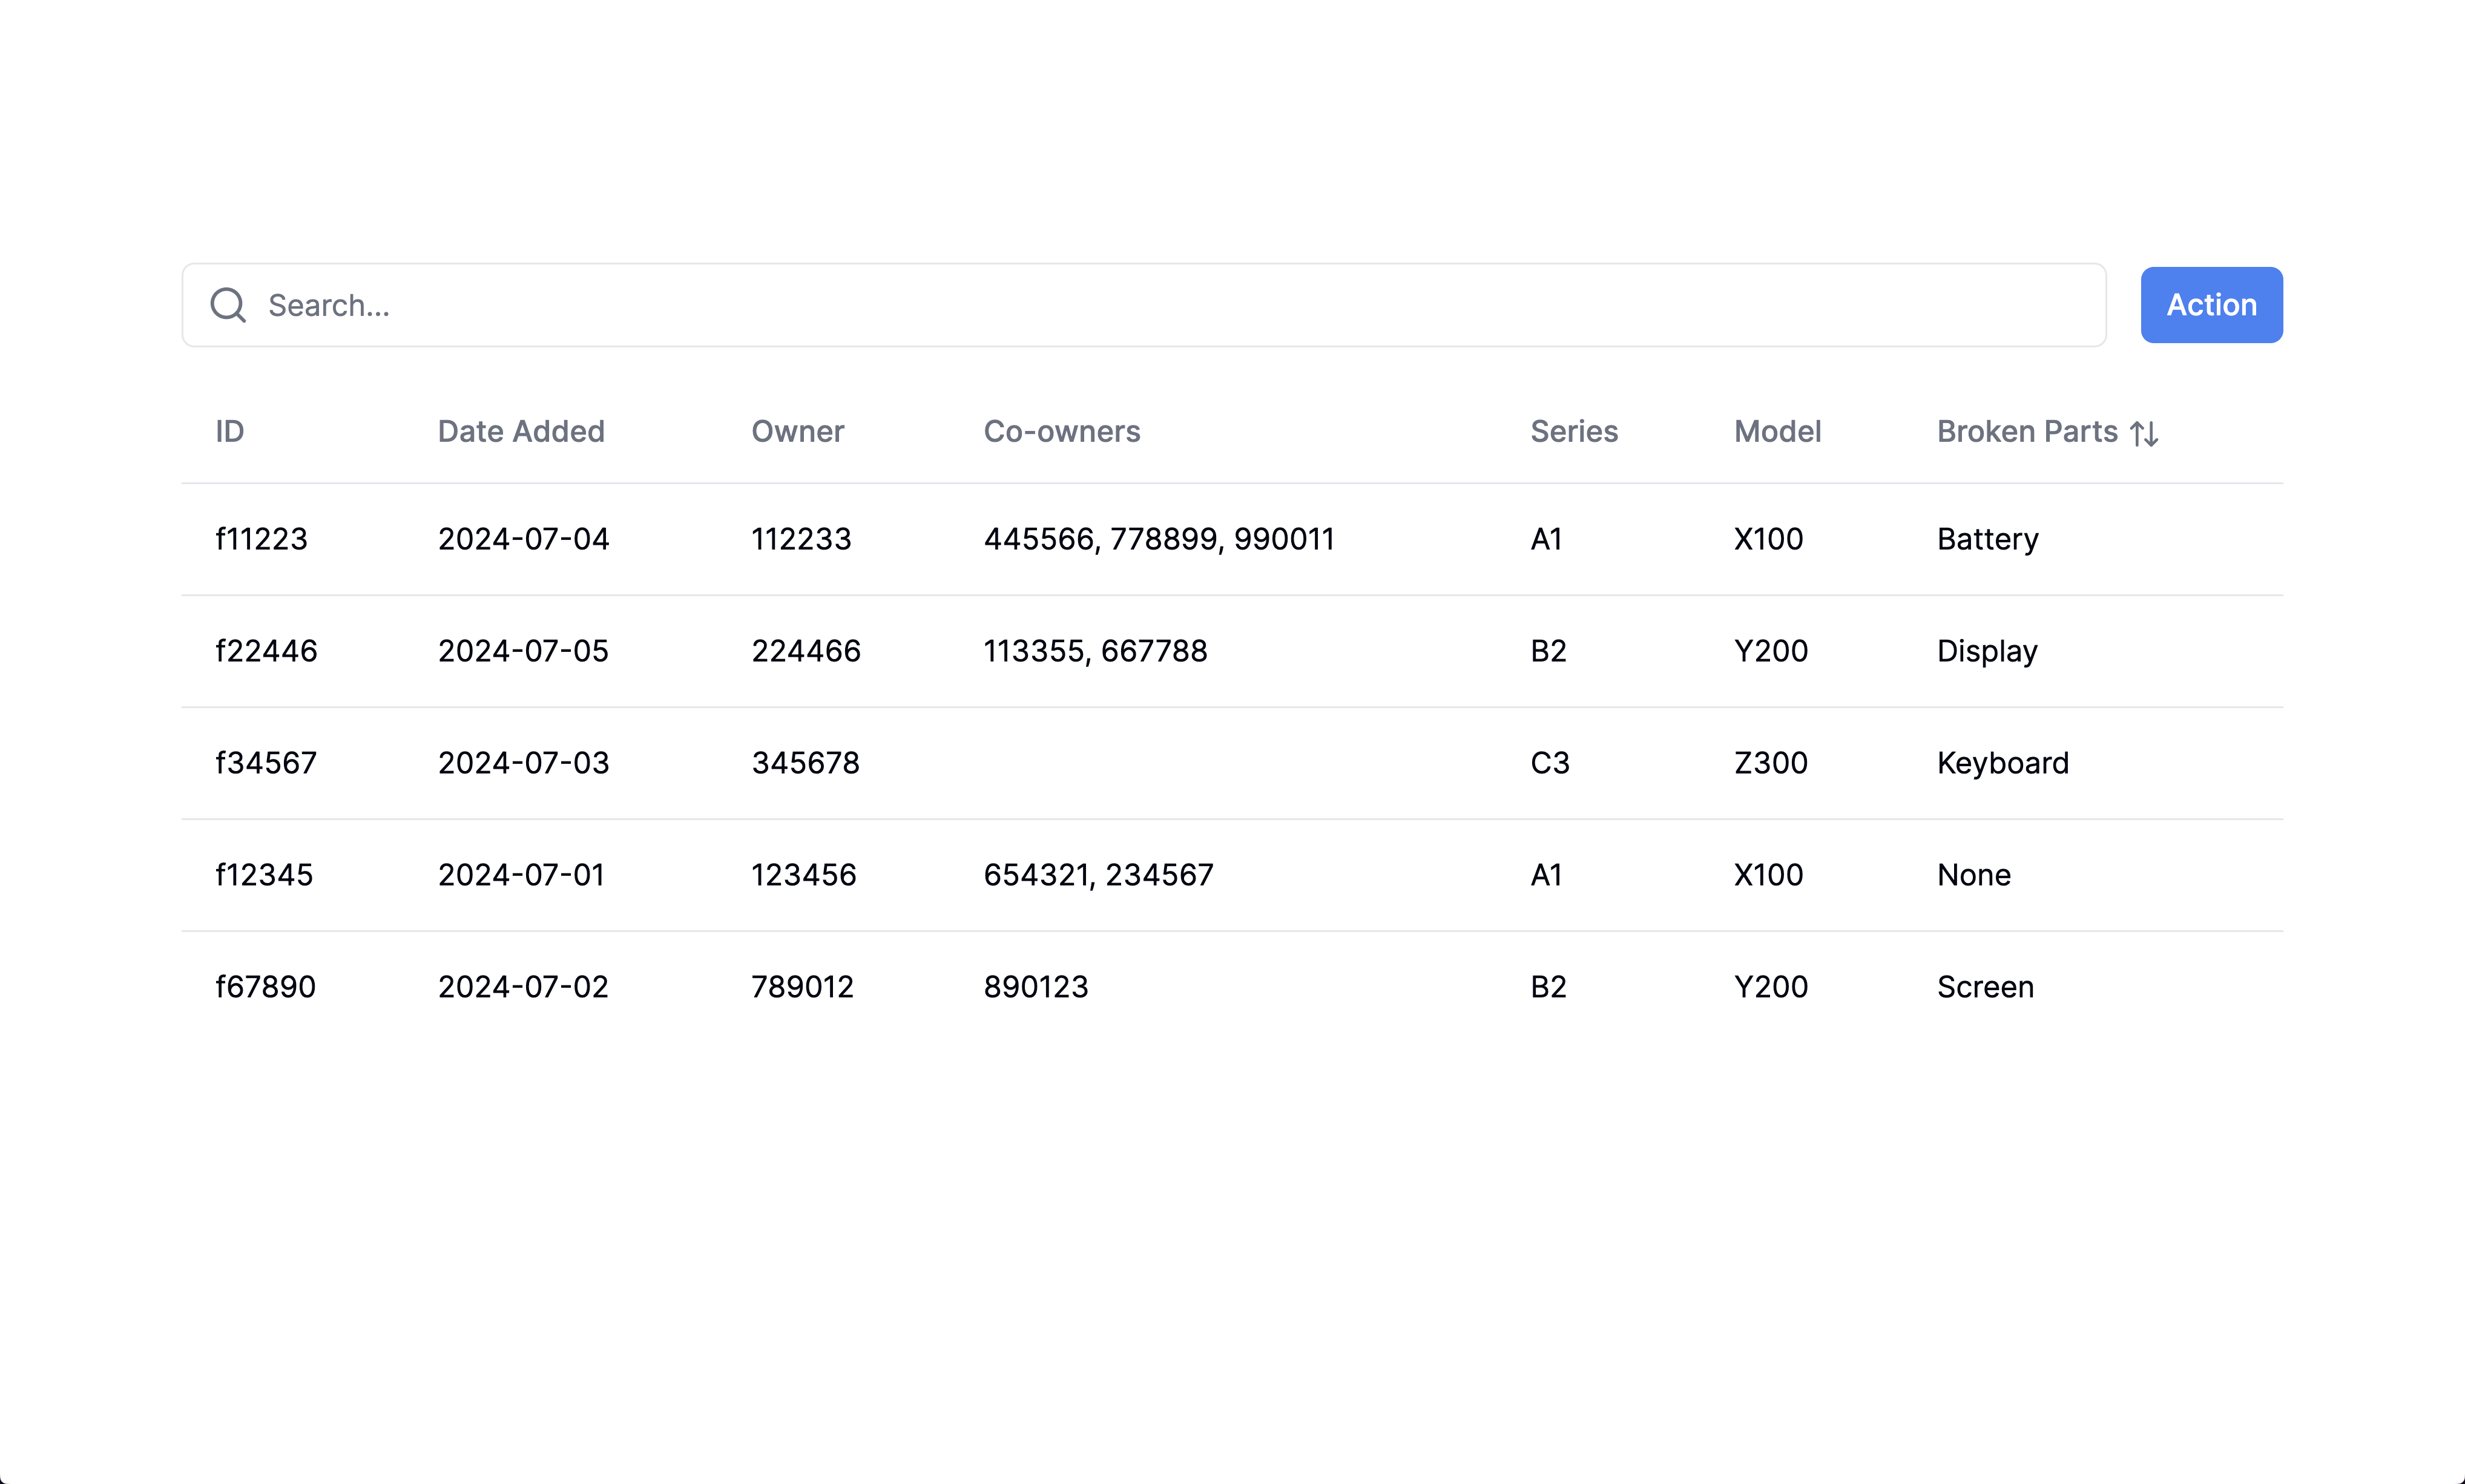 Search...
Action
ID Date Added Owner Co-owners Series Model Broken Parts
f11223 2024-07-04 112233 445566, 778899, 990011 A1 X100 Battery
f22446 2024-07-05 224466 113355, 667788 B2 Y200 Display
f34567 2024-07-03 345678 C3 Z300 Keyboard
f12345 2024-07-01 123456 654321, 234567 A1 X100 None
f67890 2024-07-02 789012 890123 B2 Y200 Screen